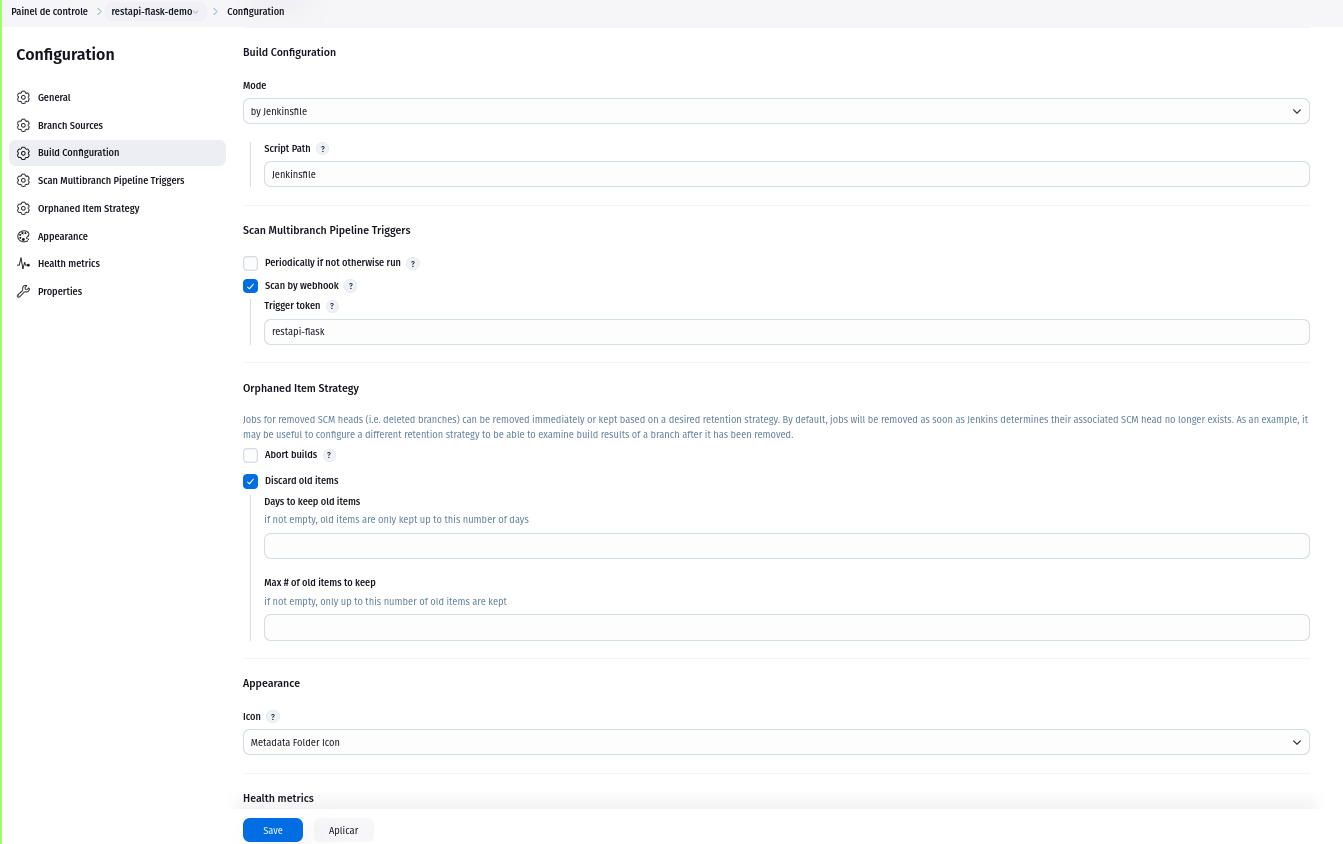 Painel de controle > restapi-flask-demo > Configuration
Configuration
General
Branch Sources
Build Configuration
Scan Multibranch Pipeline Triggers
Orphaned Item Strategy
Appearance
Health metrics
Properties
Build Configuration
Mode
by Jenkinsfile
Script Path ?
Jenkinsfile
Scan Multibranch Pipeline Triggers
Periodically if not otherwise run ?
Scan by webhook ?
Trigger token ?
restapi-flask
Orphaned Item Strategy
Jobs for removed SCM heads (i.e. deleted branches) can be removed immediately or kept based on a desired retention strategy. By default, jobs will be removed as soon as Jenkins determines their associated SCM head no longer exists. As an example, it
may be useful to configure a different retention strategy to be able to examine build results of a branch after it has been removed.
Abort builds ?
Discard old items
Days to keep old items
if not empty, old items are only kept up to this number of days
Max # of old items to keep
if not empty, only up to this number of old items are kept
Appearance
Icon ?
Metadata Folder Icon
Health metrics
Save Aplicar